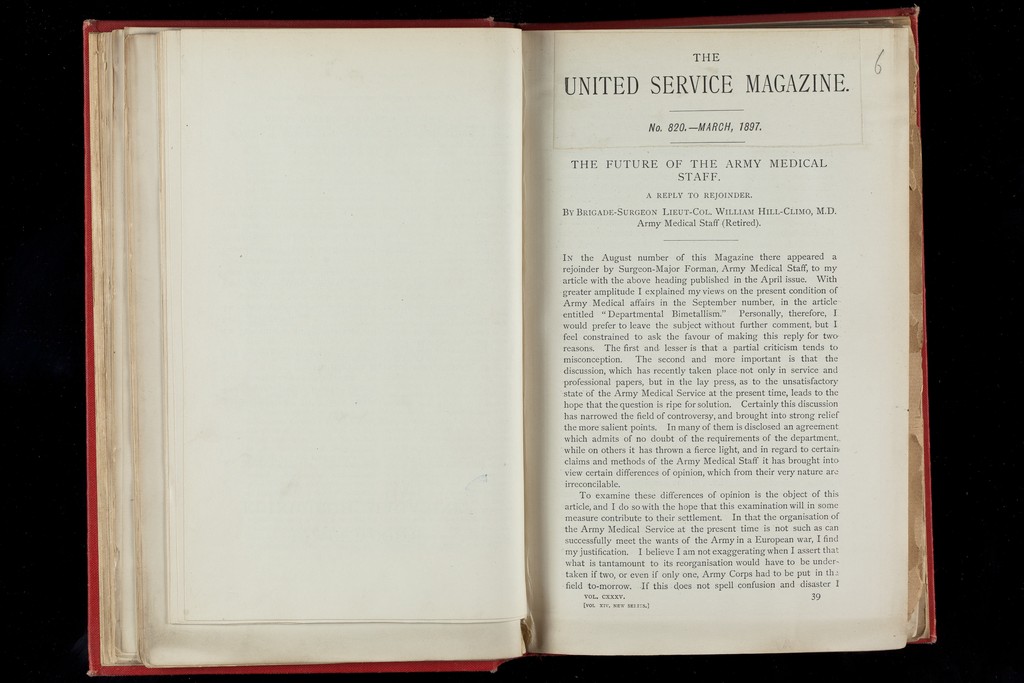 6
THE
UNITED SERVICE MAGAZINE.
No. 820.—MARCH, 1897.
THE FUTURE OF THE ARMY MEDICAL
STAFF.
A REPLY TO REJOINDER.
By Brigade-Surgeon Lieut-Col. William Hill-Climo, M.D.
Army Medical Staff (Retired).
In the August number of this Magazine there appeared a
rejoinder by Surgeon-Major Forman, Army Medical Staff, to my
article with the above heading published in the April issue. With
greater amplitude I explained my views on the present condition of
Army Medical affairs in the September number, in the article
entitled "Departmental Bimetallism." Personally, therefore, I
would prefer to leave the subject without further comment, but I
feel constrained to ask the favour of making this reply for two
reasons. The first and lesser is that a partial criticism tends to
misconception. The second and more important is that the
discussion, which has recently taken place not only in service and
professional papers, but in the lay press, as to the unsatisfactory
state of the Army Medical Service at the present time, leads to the
hope that the question is ripe for solution. Certainly this discussion
has narrowed the field of controversy, and brought into strong relief
the more salient points. In many of them is disclosed an agreement
which admits of no doubt of the requirements of the department,
while on others it has thrown a fierce light, and in regard to certain
claims and methods of the Army Medical Staff it has brought into
view certain differences of opinion, which from their very nature are
irreconcilable.
To examine these differences of opinion is the object of this
article, and I do so with the hope that this examination will in some
measure contribute to their settlement. In that the organisation of
the Army Medical Service at the present time is not such as can
successfully meet the wants of the Army in a European war, I find
my justification. I believe I am not exaggerating when I assert that
what is tantamount to its reorganisation would have to be under-
taken if two, or even if only one, Army Corps had to be put in the
field to-morrow. If this does not spell confusion and disaster I
VOL. CXXXV. 39
[VOL. XIV. NEW SERIES.]